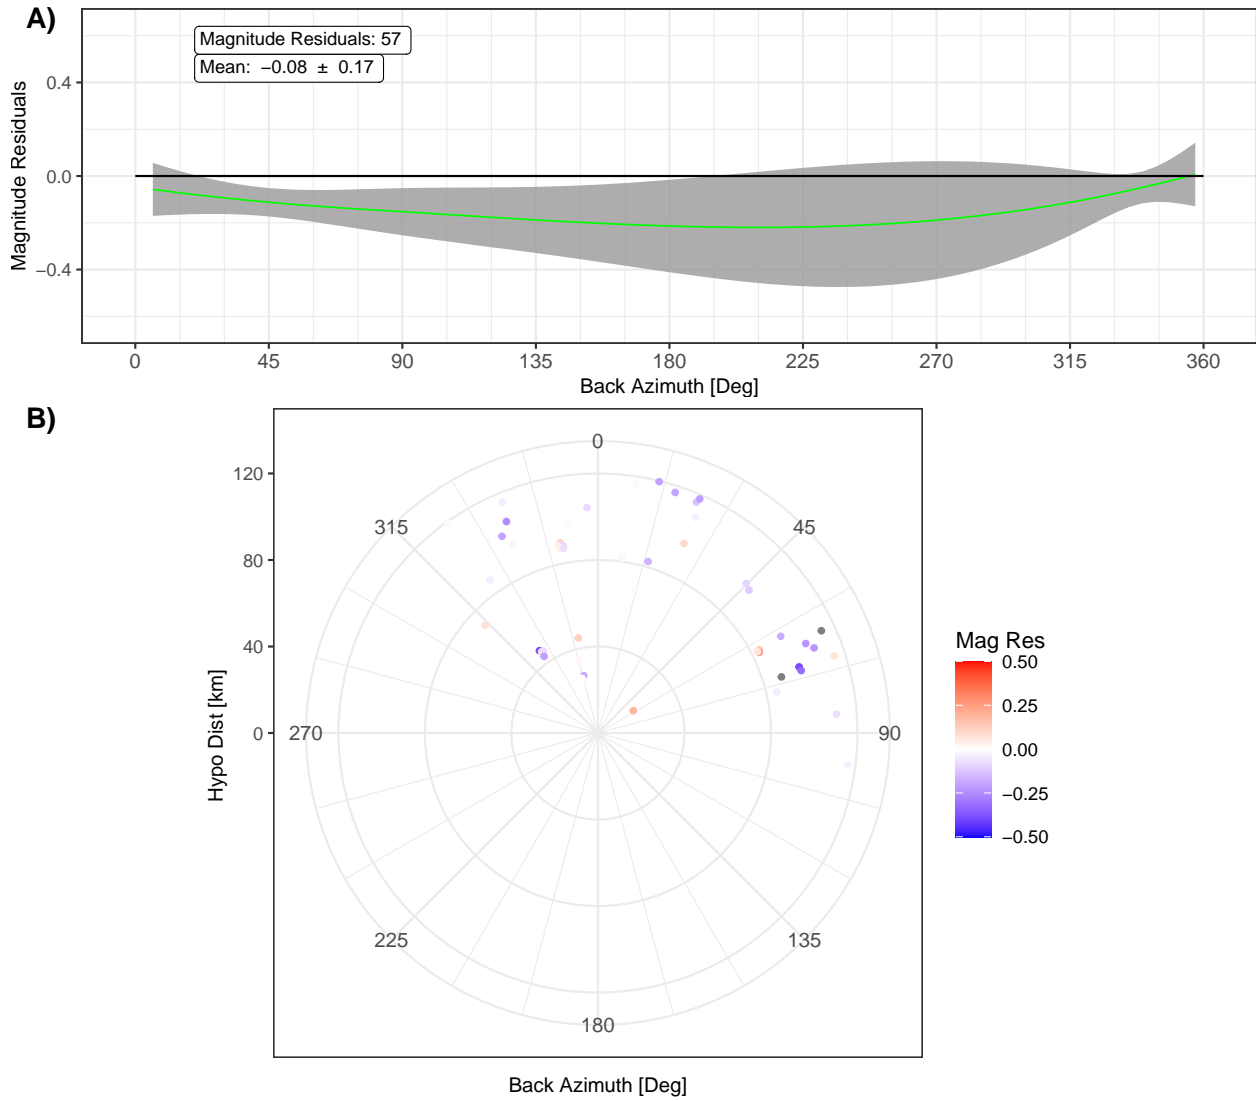 A)
Magnitude Residuals: 57
Mean:  −0.08  ±  0.17
Magnitude Residuals
0.4
0.0
−0.4
0 45 90 135 180 225 270 315 360
Back Azimuth [Deg]
B)
Hypo Dist [km]
120
80
40
0
0
45
90
135
180
225
270
315
Back Azimuth [Deg]
Mag Res
0.50
0.25
0.00
−0.25
−0.50